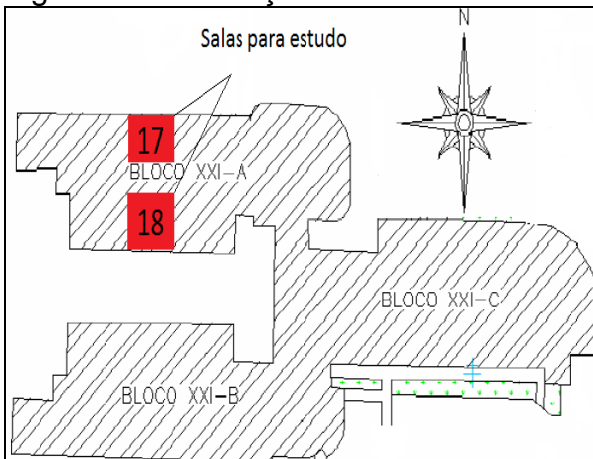 Salas para estudo
N
17
BLOCO XXI-A
18
BLOCO XXI-C
BLOCO XXI-B